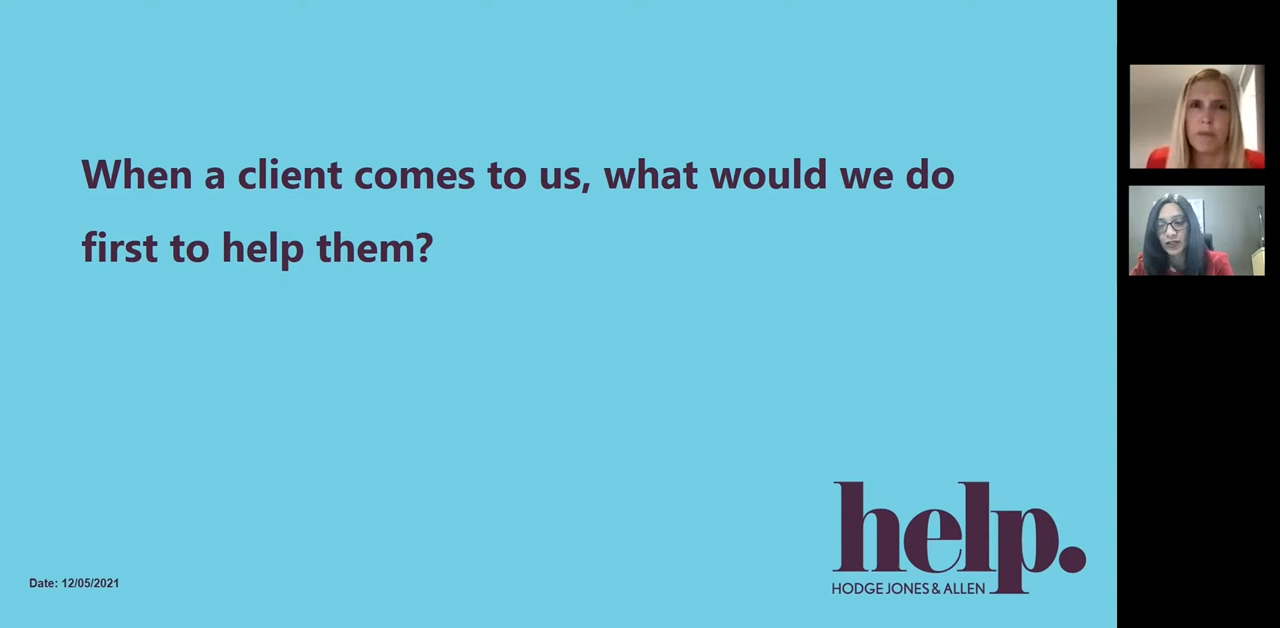 When a client comes to us, what would we do
first to help them?
help.
HODGE JONES & ALLEN
Date: 12/05/2021